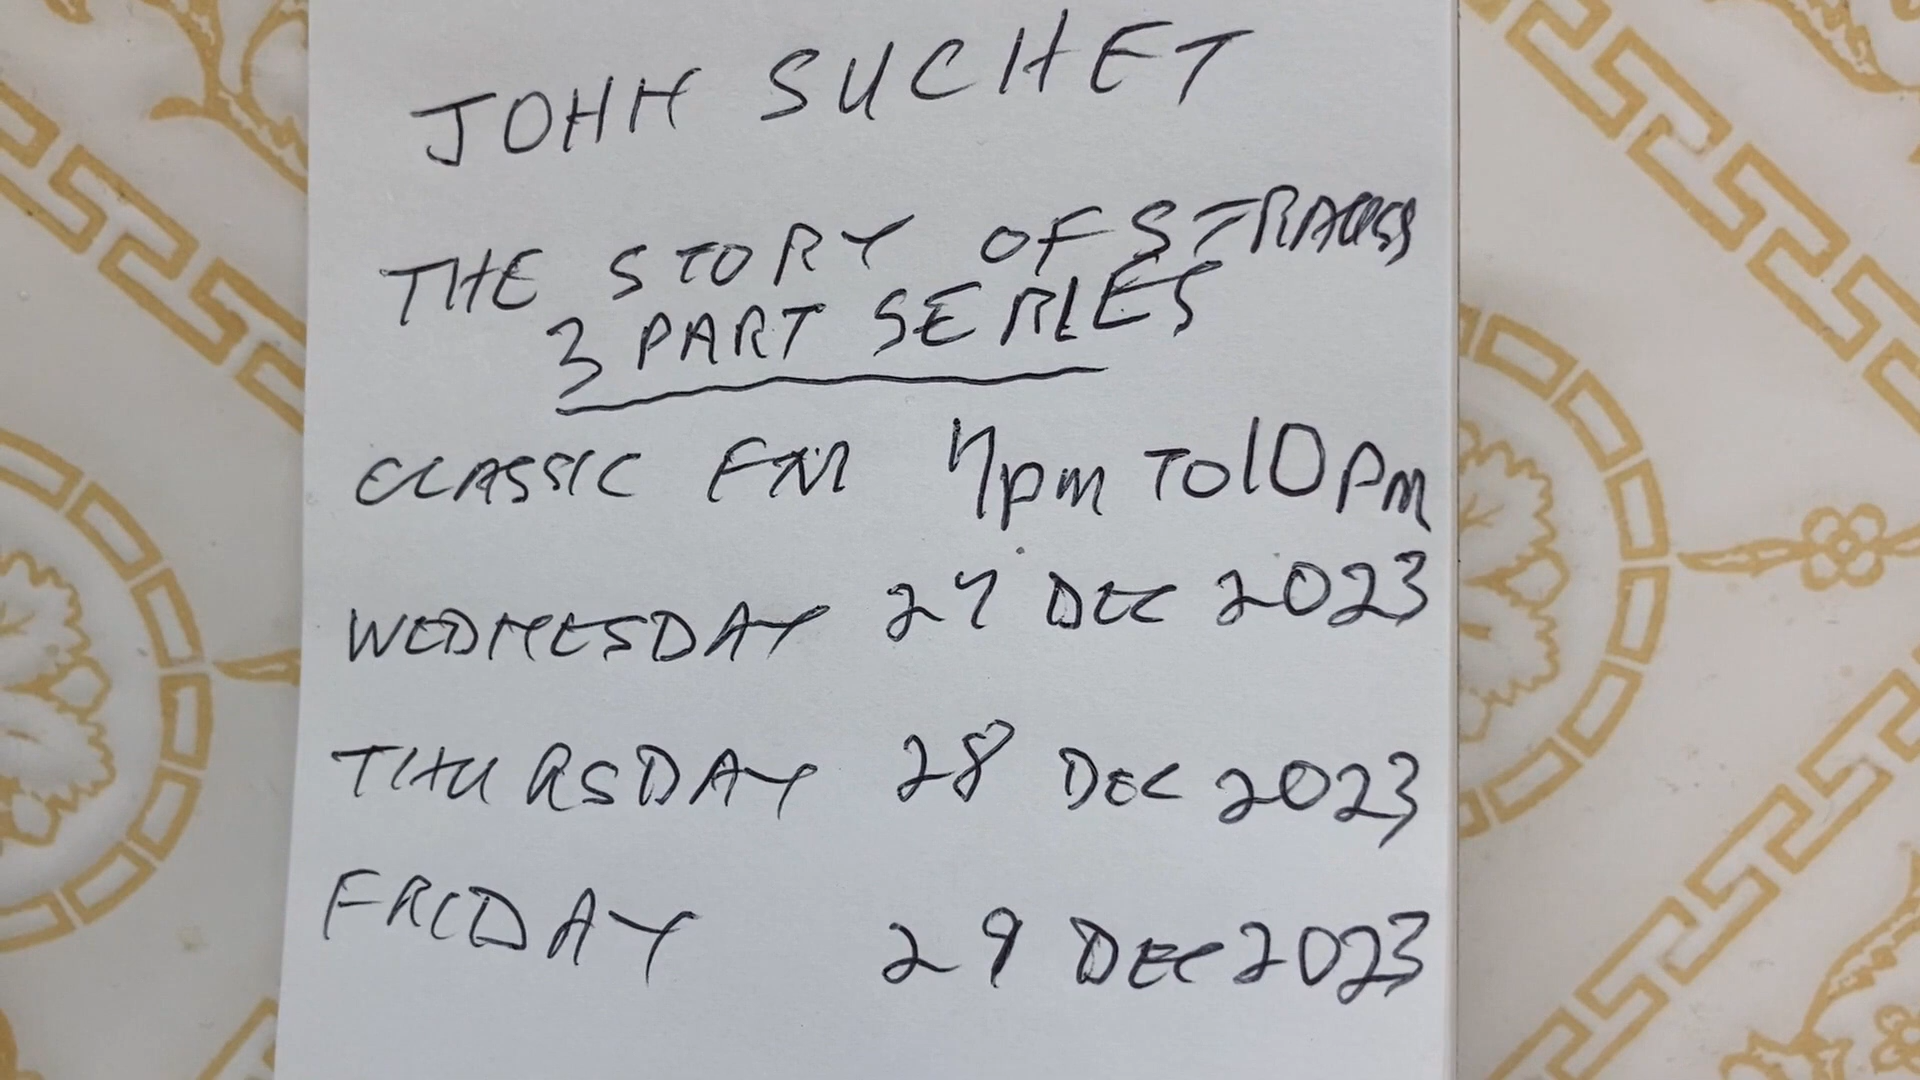 JOHN SUCHET
THE STORY OF STRAUSS
3 PART SERIES
CLASSIC FM 7pm TO 10pm
WEDNESDAY 27 DEC 2023
THURSDAY 28 DEC 2023
FRIDAY 29 DEC 2023